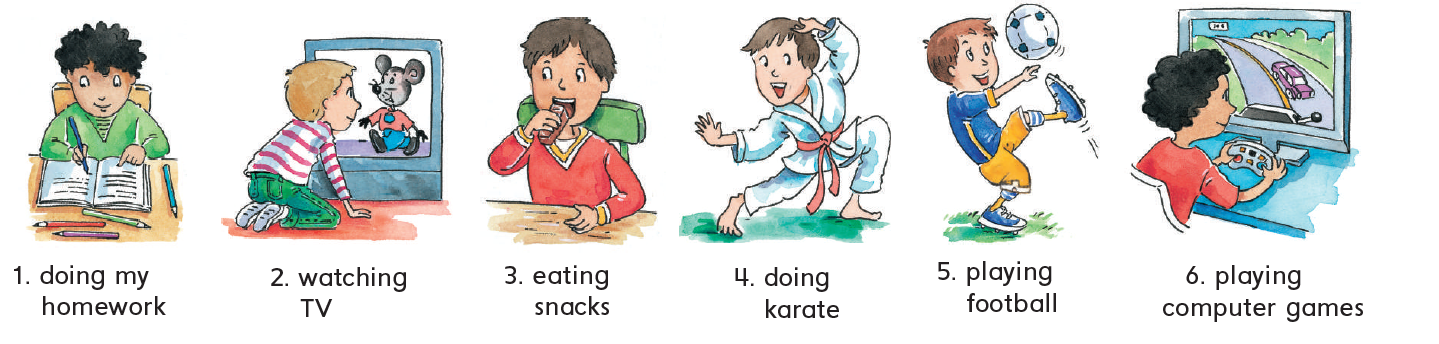 1. doing my
homework
2. watching
TV
3. eating
snacks
4. doing
karate
5. playing
football
6. playing
computer games